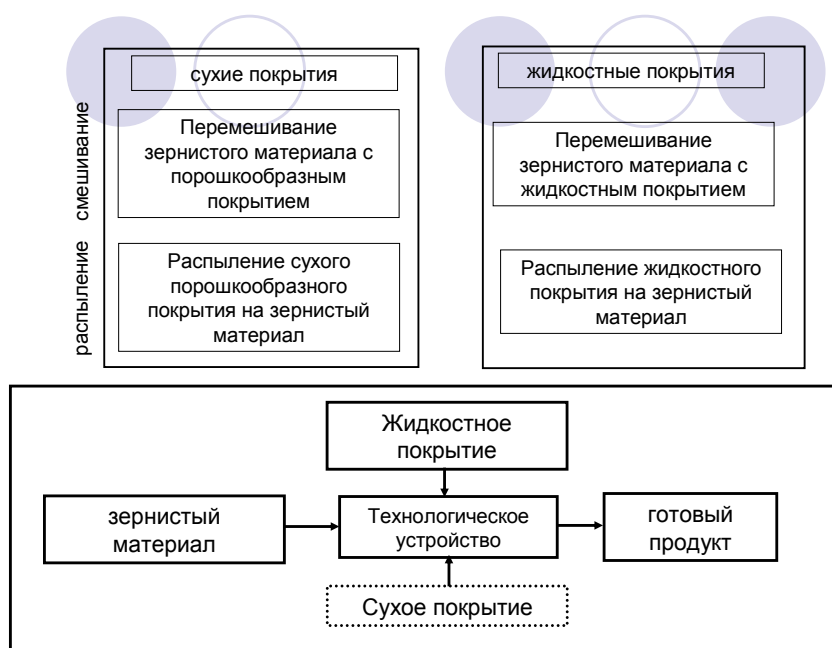 сухие покрытия
смешивание
Перемешивание
зернистого материала с
порошкообразным
покрытием
распыление
Распыление сухого
порошкообразного
покрытия на зернистый
материал
жидкостные покрытия
Перемешивание
зернистого материала с
жидкостным покрытием
Распыление жидкостного
покрытия на зернистый
материал
Жидкостное
покрытие
зернистый
материал
Технологическое
устройство
готовый
продукт
Сухое покрытие